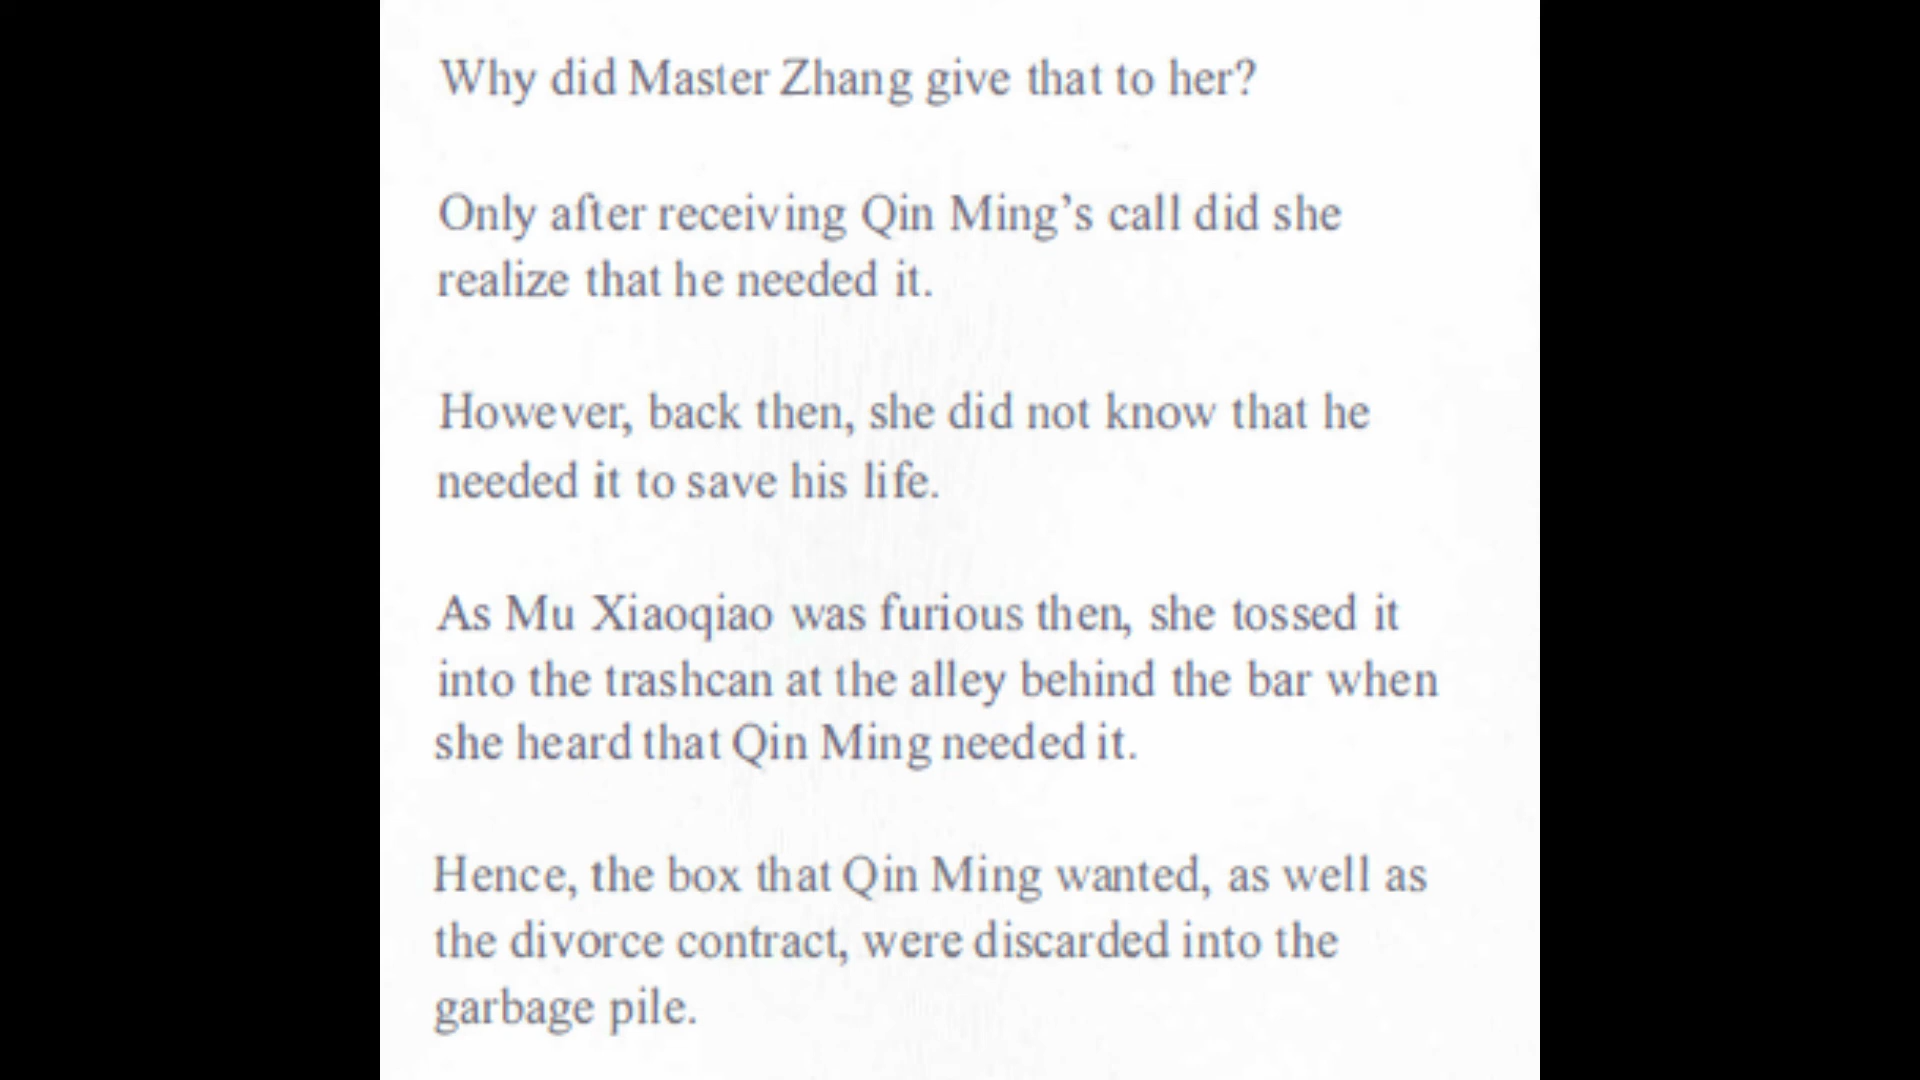 Why did Master Zhang give that to her?
Only after receiving Qin Ming’s call did she
realize that he needed it.
However, back then, she did not know that he
needed it to save his life.
As Mu Xiaoqiao was furious then, she tossed it
into the trashcan at the alley behind the bar when
she heard that Qin Ming needed it.
Hence, the box that Qin Ming wanted, as well as
the divorce contract, were discarded into the
garbage pile.